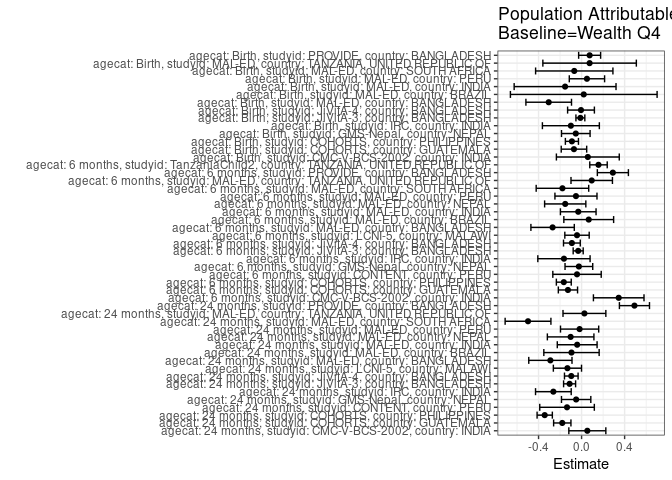 Population Attributable
Baseline=Wealth Q4
agecat: Birth, studyid: PROVIDE, country: BANGLADESH
agecat: Birth, studyid: MAL-ED, country: TANZANIA, UNITED REPUBLIC OF
agecat: Birth, studyid: MAL-ED, country: SOUTH AFRICA
agecat: Birth, studyid: MAL-ED, country: PERU
agecat: Birth, studyid: MAL-ED, country: INDIA
agecat: Birth, studyid: MAL-ED, country: BRAZIL
agecat: Birth, studyid: MAL-ED, country: BANGLADESH
agecat: Birth, studyid: JiVitA-4, country: BANGLADESH
agecat: Birth, studyid: JiVitA-3, country: BANGLADESH
agecat: Birth, studyid: IRC, country: INDIA
agecat: Birth, studyid: GMS-Nepal, country: NEPAL
agecat: Birth, studyid: COHORTS, country: PHILIPPINES
agecat: Birth, studyid: COHORTS, country: GUATEMALA
agecat: Birth, studyid: CMC-V-BCS-2002, country: INDIA
agecat: 6 months, studyid: TanzaniaChild2, country: TANZANIA, UNITED REPUBLIC OF
agecat: 6 months, studyid: PROVIDE, country: BANGLADESH
agecat: 6 months, studyid: MAL-ED, country: TANZANIA, UNITED REPUBLIC OF
agecat: 6 months, studyid: MAL-ED, country: SOUTH AFRICA
agecat: 6 months, studyid: MAL-ED, country: PERU
agecat: 6 months, studyid: MAL-ED, country: NEPAL
agecat: 6 months, studyid: MAL-ED, country: INDIA
agecat: 6 months, studyid: MAL-ED, country: BRAZIL
agecat: 6 months, studyid: MAL-ED, country: BANGLADESH
agecat: 6 months, studyid: LCNI-5, country: MALAWI
agecat: 6 months, studyid: JiVitA-4, country: BANGLADESH
agecat: 6 months, studyid: JiVitA-3, country: BANGLADESH
agecat: 6 months, studyid: IRC, country: INDIA
agecat: 6 months, studyid: GMS-Nepal, country: NEPAL
agecat: 6 months, studyid: CONTENT, country: PERU
agecat: 6 months, studyid: COHORTS, country: PHILIPPINES
agecat: 6 months, studyid: COHORTS, country: GUATEMALA
agecat: 6 months, studyid: CMC-V-BCS-2002, country: INDIA
agecat: 24 months, studyid: PROVIDE, country: BANGLADESH
agecat: 24 months, studyid: MAL-ED, country: TANZANIA, UNITED REPUBLIC OF
agecat: 24 months, studyid: MAL-ED, country: SOUTH AFRICA
agecat: 24 months, studyid: MAL-ED, country: PERU
agecat: 24 months, studyid: MAL-ED, country: NEPAL
agecat: 24 months, studyid: MAL-ED, country: INDIA
agecat: 24 months, studyid: MAL-ED, country: BRAZIL
agecat: 24 months, studyid: MAL-ED, country: BANGLADESH
agecat: 24 months, studyid: LCNI-5, country: MALAWI
agecat: 24 months, studyid: JiVitA-4, country: BANGLADESH
agecat: 24 months, studyid: JiVitA-3, country: BANGLADESH
agecat: 24 months, studyid: IRC, country: INDIA
agecat: 24 months, studyid: GMS-Nepal, country: NEPAL
agecat: 24 months, studyid: CONTENT, country: PERU
agecat: 24 months, studyid: COHORTS, country: PHILIPPINES
agecat: 24 months, studyid: COHORTS, country: GUATEMALA
agecat: 24 months, studyid: CMC-V-BCS-2002, country: INDIA
-0.4 0.0 0.4
Estimate